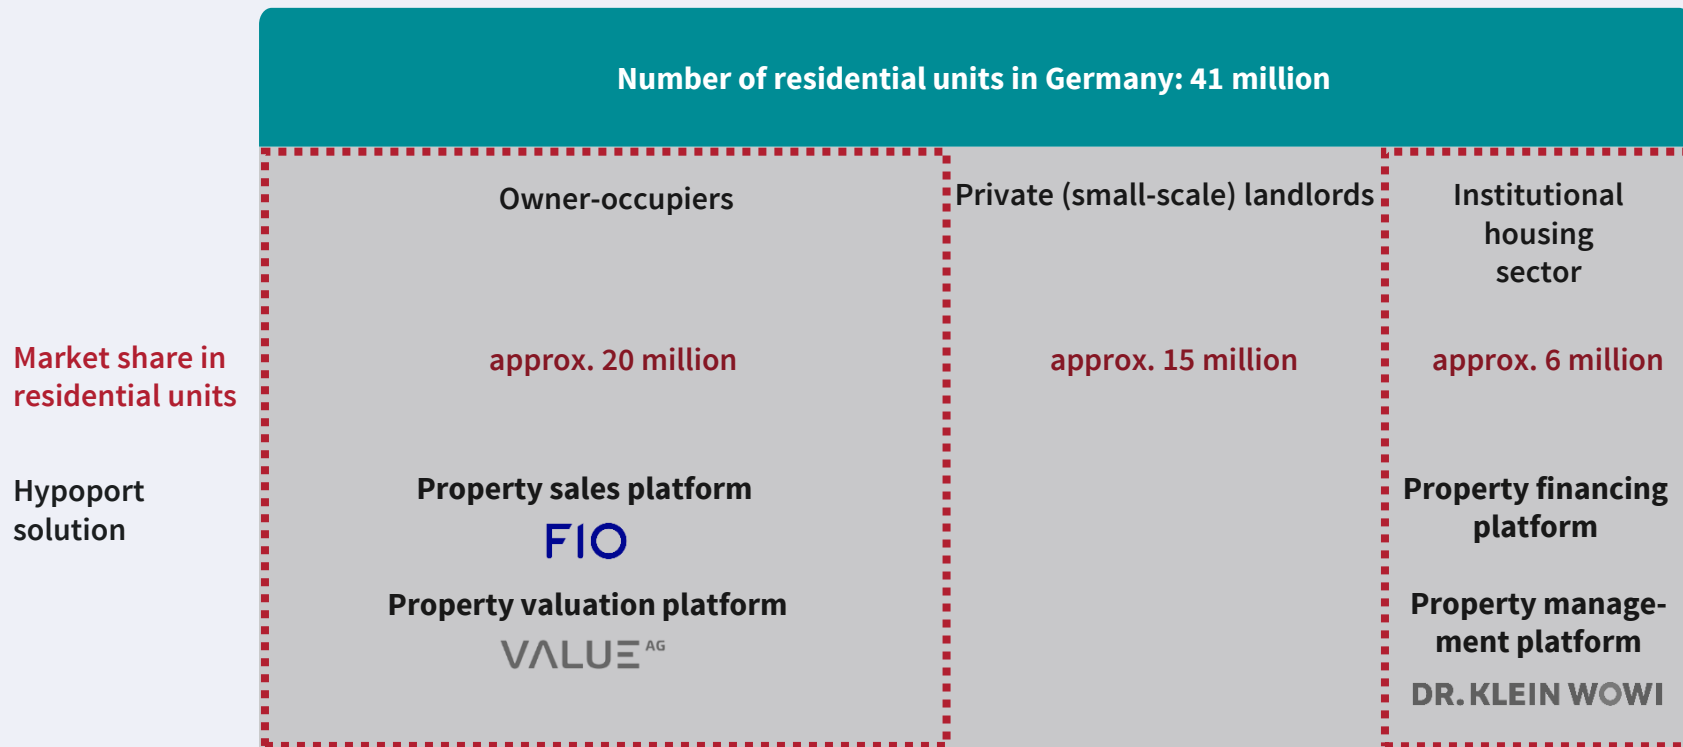 Number of residential units in Germany: 41 million
Owner-occupiers
Private (small-scale) landlords
Institutional
housing
sector
Market share in
residential units
approx. 20 million
approx. 15 million
approx. 6 million
Hypoport
solution
Property sales platform
FIO
Property valuation platform
VALUE AG
Property financing
platform
Property manage-
ment platform
DR. KLEIN WOWI